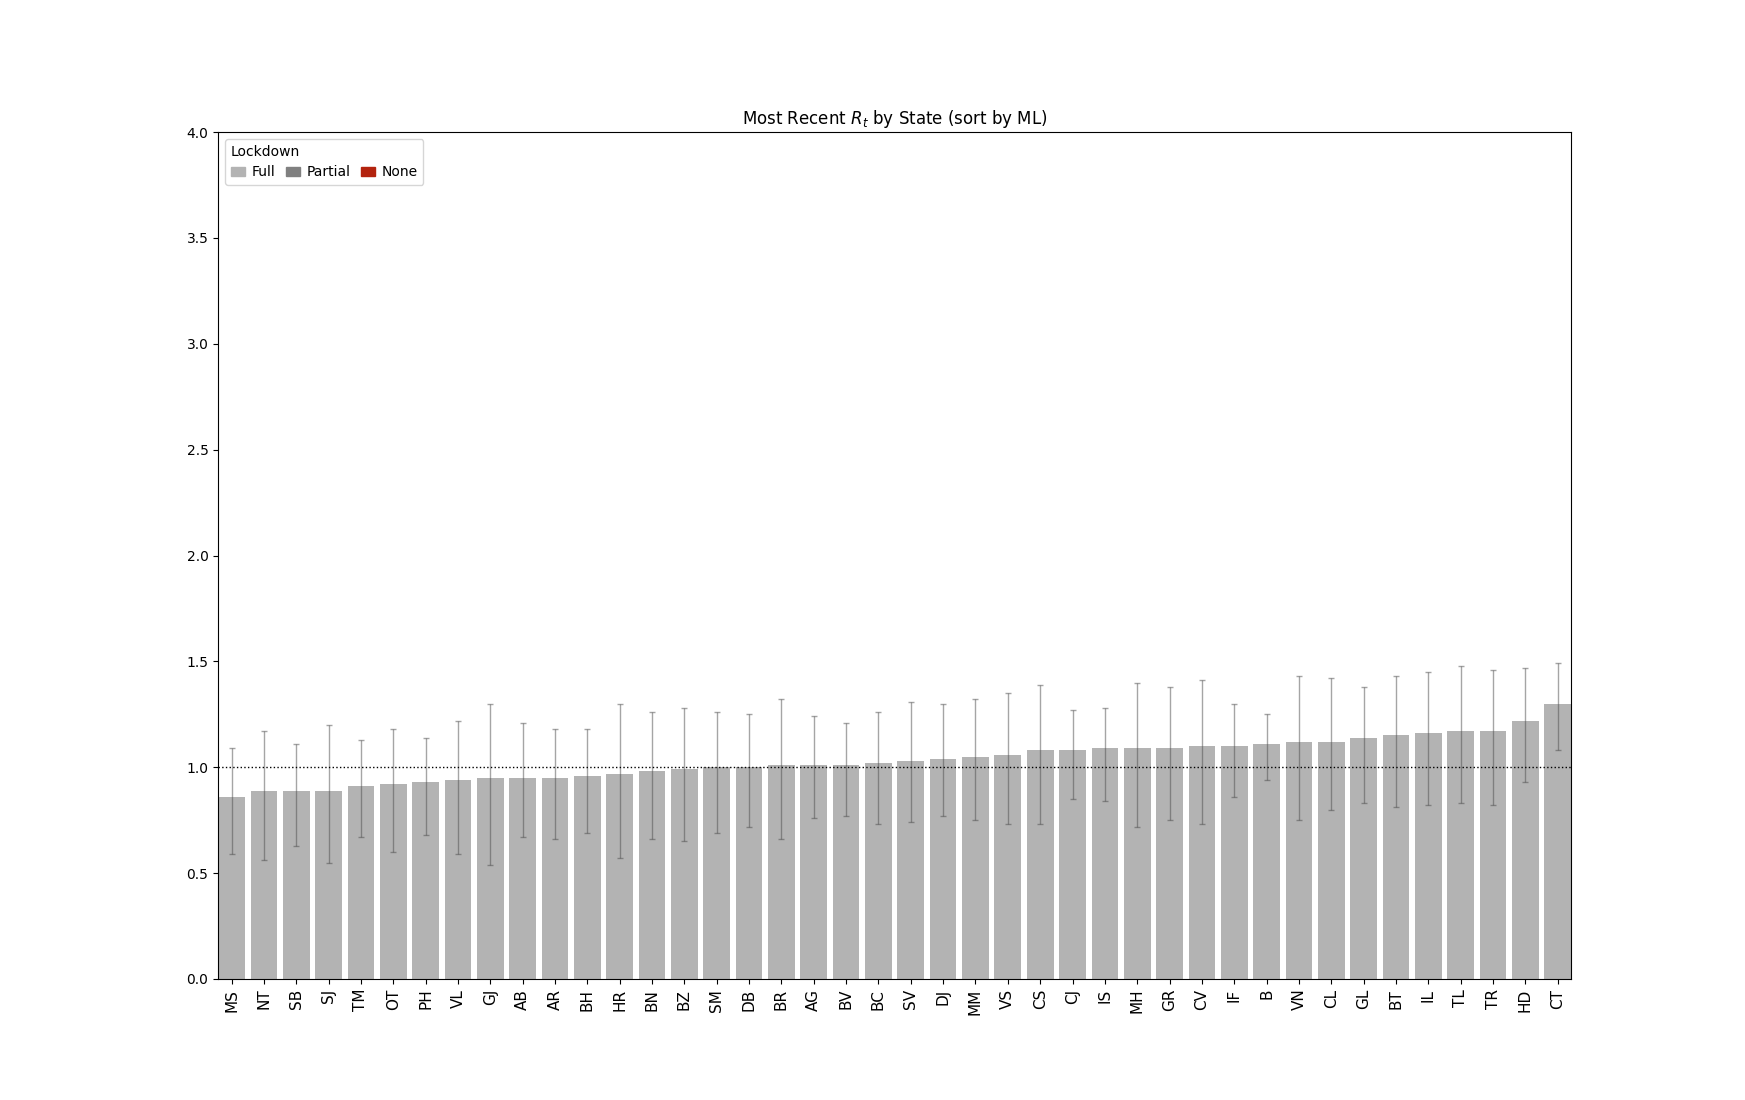 Most Recent R_t by State (sort by ML)
Lockdown
Full Partial None
4.0
3.5
3.0
2.5
2.0
1.5
1.0
0.5
0.0
MS NT SB SJ TM OT PH VL GJ AB AR BH HR BN BZ SM DB BR AG BV BC SV DJ MM VS CS CJ IS MH GR CV IF B VN CL GL BT IL TL TR HD CT